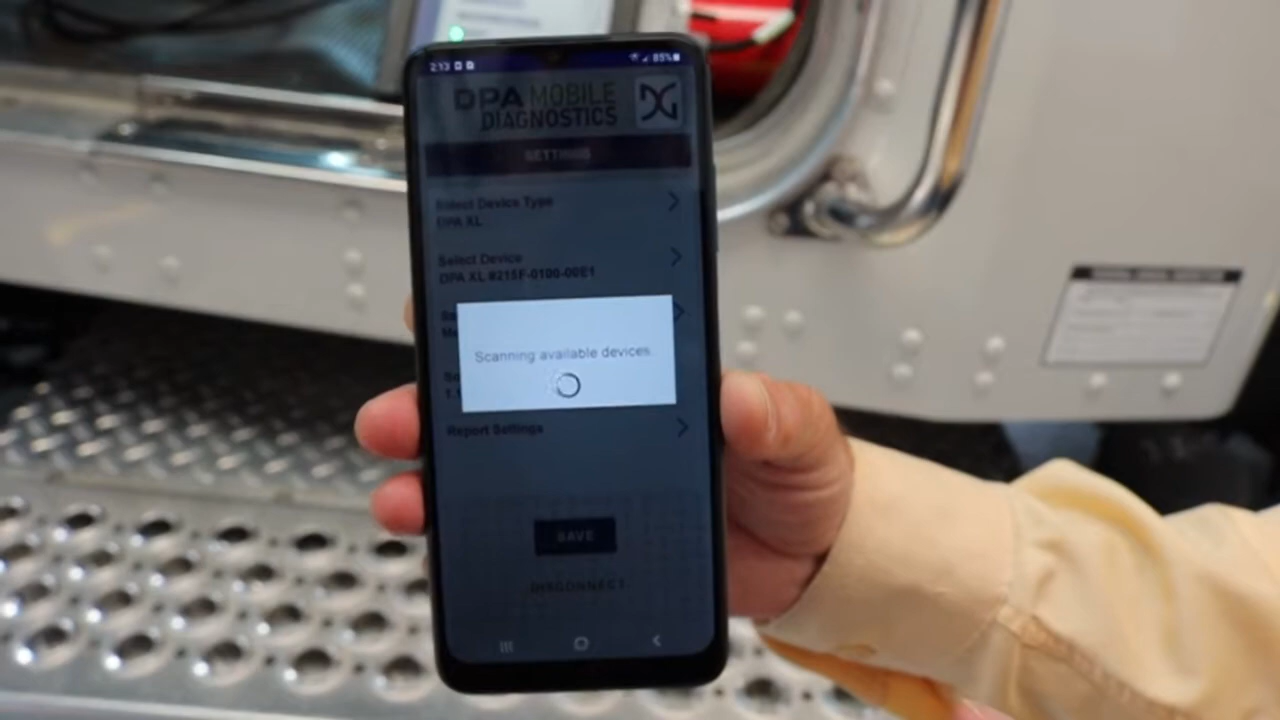 2:13
85%
DPA MOBILE
DIAGNOSTICS
SETTINGS
Select Device Type
DPA XL
Select Device
DPA XL #215F-0100-00E1
Scanning available devices.
Report Settings
SAVE
DISCONNECT